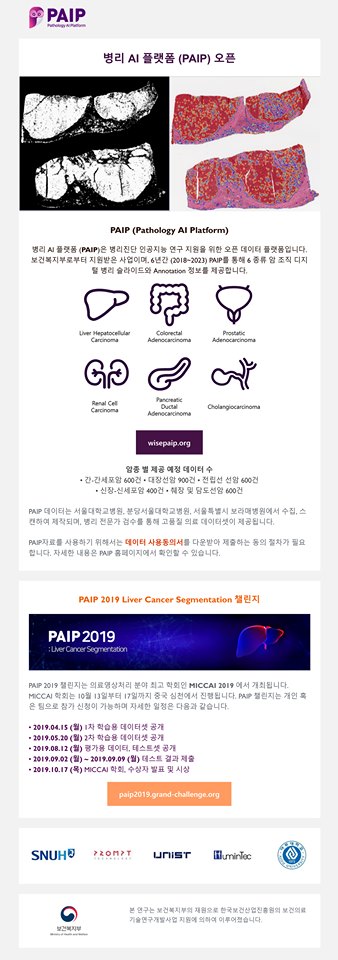 PAIP
Pathology AI Platform
병리 AI 플랫폼 (PAIP) 오픈
PAIP (Pathology AI Platform)
병리 AI 플랫폼 (PAIP)은 병리진단 인공지능 연구 지원을 위한 오픈 데이터 플랫폼입니다.
보건복지부로부터 지원받은 사업이며, 6년간 (2018~2023) PAIP를 통해 6 종류 암 조직 디지
털 병리 슬라이드와 Annotation 정보를 제공합니다.
Liver Hepatocellular
Carcinoma
Colorectal
Adenocarcinoma
Prostatic
Adenocarcinoma
Renal Cell
Carcinoma
Pancreatic
Ductal
Adenocarcinoma
Cholangiocarcinoma
wisepaip.org
암종 별 제공 예정 데이터 수
• 간-간세포암 600건 • 대장선암 900건 • 전립선 선암 600건
• 신장-신세포암 400건 • 췌장 및 담도선암 600건
PAIP 데이터는 서울대학교병원, 분당서울대학교병원, 서울특별시 보라매병원에서 수집, 스
캔하여 제작되며, 병리 전문가 검수를 통해 고품질 의료 데이터셋이 제공됩니다.
PAIP자료를 사용하기 위해서는 데이터 사용동의서를 다운받아 제출하는 동의 절차가 필요
합니다. 자세한 내용은 PAIP 홈페이지에서 확인할 수 있습니다.
PAIP 2019 Liver Cancer Segmentation 챌린지
PAIP 2019
: Liver Cancer Segmentation
PAIP 2019 챌린지는 의료영상처리 분야 최고 학회인 MICCAI 2019 에서 개최됩니다.
MICCAI 학회는 10월 13일부터 17일까지 중국 심천에서 진행됩니다. PAIP 챌린지는 개인 혹
은 팀으로 참가 신청이 가능하며 자세한 일정은 다음과 같습니다.
• 2019.04.15 (월) 1차 학습용 데이터셋 공개
• 2019.05.20 (월) 2차 학습용 데이터셋 공개
• 2019.08.12 (월) 평가용 데이터, 테스트셋 공개
• 2019.09.02 (월) ~ 2019.09.09 (월) 테스트 결과 제출
• 2019.10.17 (목) MICCAI 학회, 수상자 발표 및 시상
paip2019.grand-challenge.org
SNUH
PROMPT
TECHNOLOGY
UNIST
HuminTec
보건복지부
Ministry of Health and Welfare
본 연구는 보건복지부의 재원으로 한국보건산업진흥원의 보건의료
기술연구개발사업 지원에 의하여 이루어졌습니다.